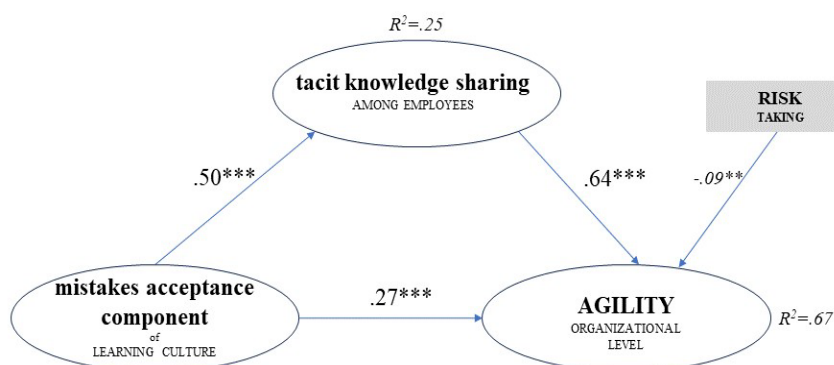 R²=.25
tacit knowledge sharing
AMONG EMPLOYEES
RISK
TAKING
.50***
.64***
-.09**
mistakes acceptance
component
of
LEARNING CULTURE
.27***
AGILITY
ORGANIZATIONAL
LEVEL
R²=.67